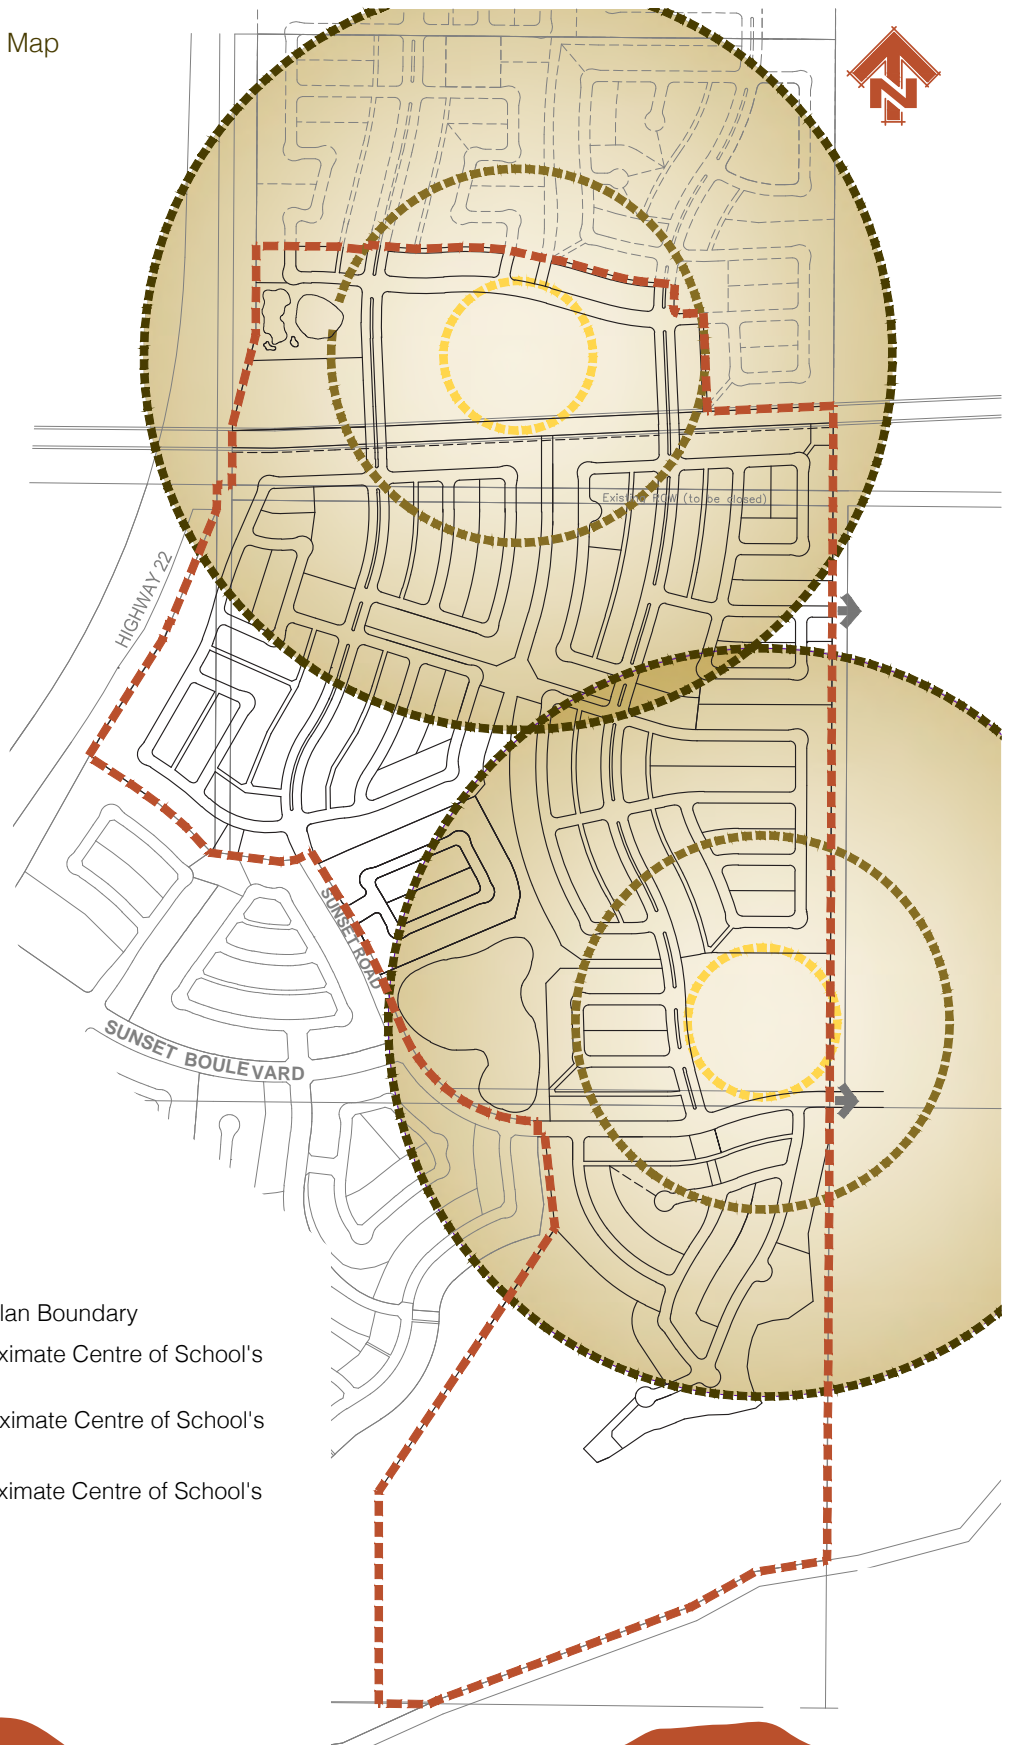 Map
N
Existing ROW (to be closed)
HIGHWAY 22
SUNSET ROAD
SUNSET BOULEVARD
lan Boundary
ximate Centre of School's
ximate Centre of School's
ximate Centre of School's